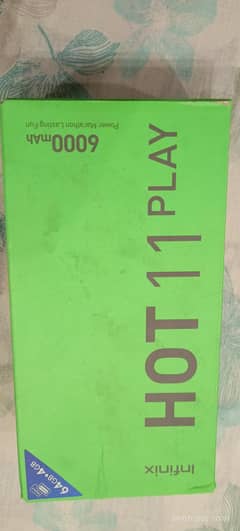 Infinix
HOT 11 PLAY
6000mAh
Power Marathon Lasting Fun
64GB+4GB